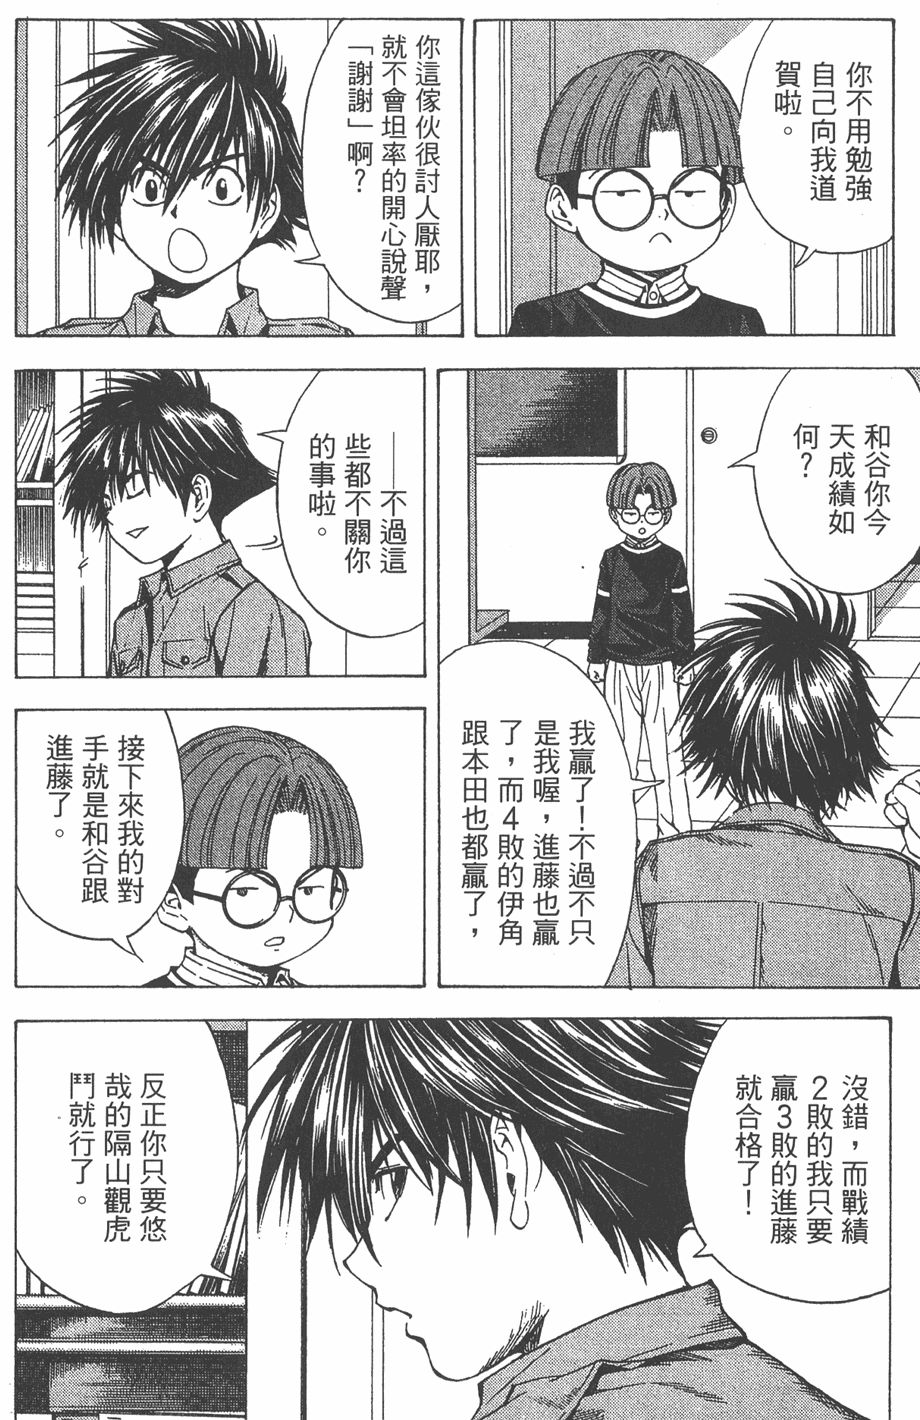 你不用勉強
自己向我道
賀啦。
你這傢伙很討人厭耶，
就不會坦率的開心說聲
「謝謝」啊？
和谷你今
天成績如
何？
我贏了！不過不只
是我喔，進藤也贏
了，而4敗的伊角
跟本田也都贏了，
——不過這
些都不關你
的事啦。
接下來我的對
手就是和谷跟
進藤了。
沒錯，而戰績
2敗的我只要
贏3敗的進藤
就合格了！
反正你只要悠
哉的隔山觀虎
鬥就行了。